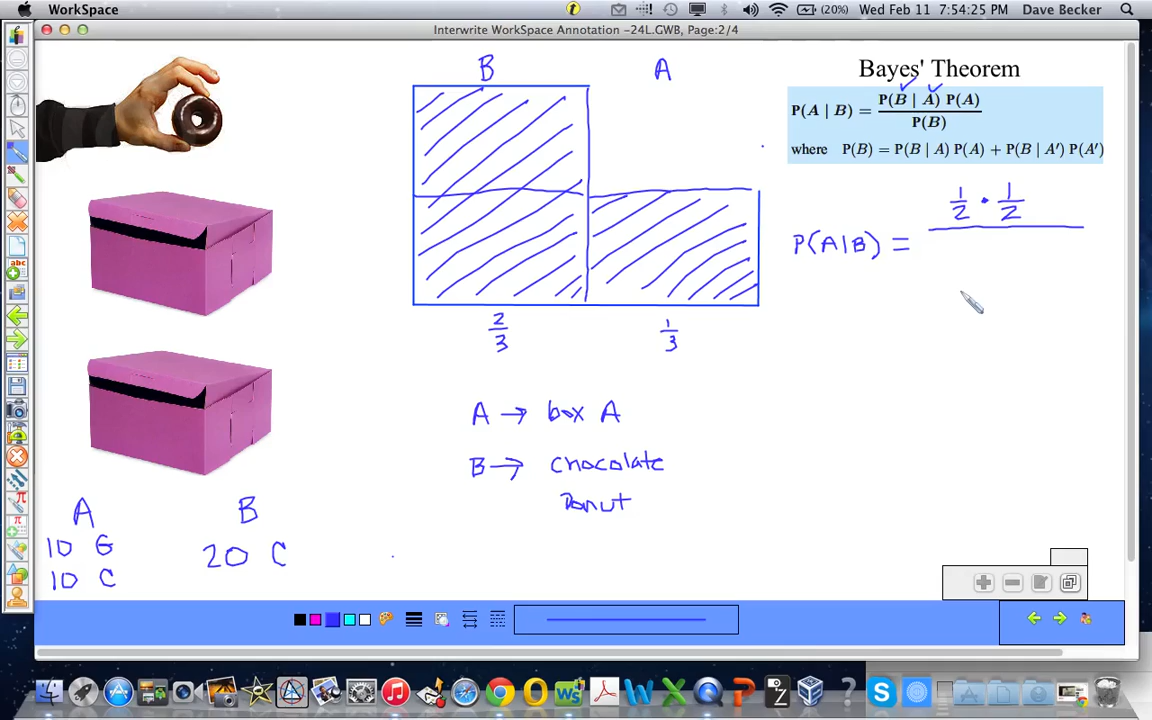 WorkSpace
(20%) Wed Feb 11 7:54:25 PM Dave Becker
Interwrite WorkSpace Annotation -24L.GWB, Page:2/4
B A
Bayes' Theorem
P(A | B) = P(B | A) P(A)
P(B)
where P(B) = P(B | A) P(A) + P(B | A') P(A')
1/2 · 1/2
P(A|B) =
2/3 1/3
A → box A
B → chocolate
Donut
A B
10 G 20 C
10 C